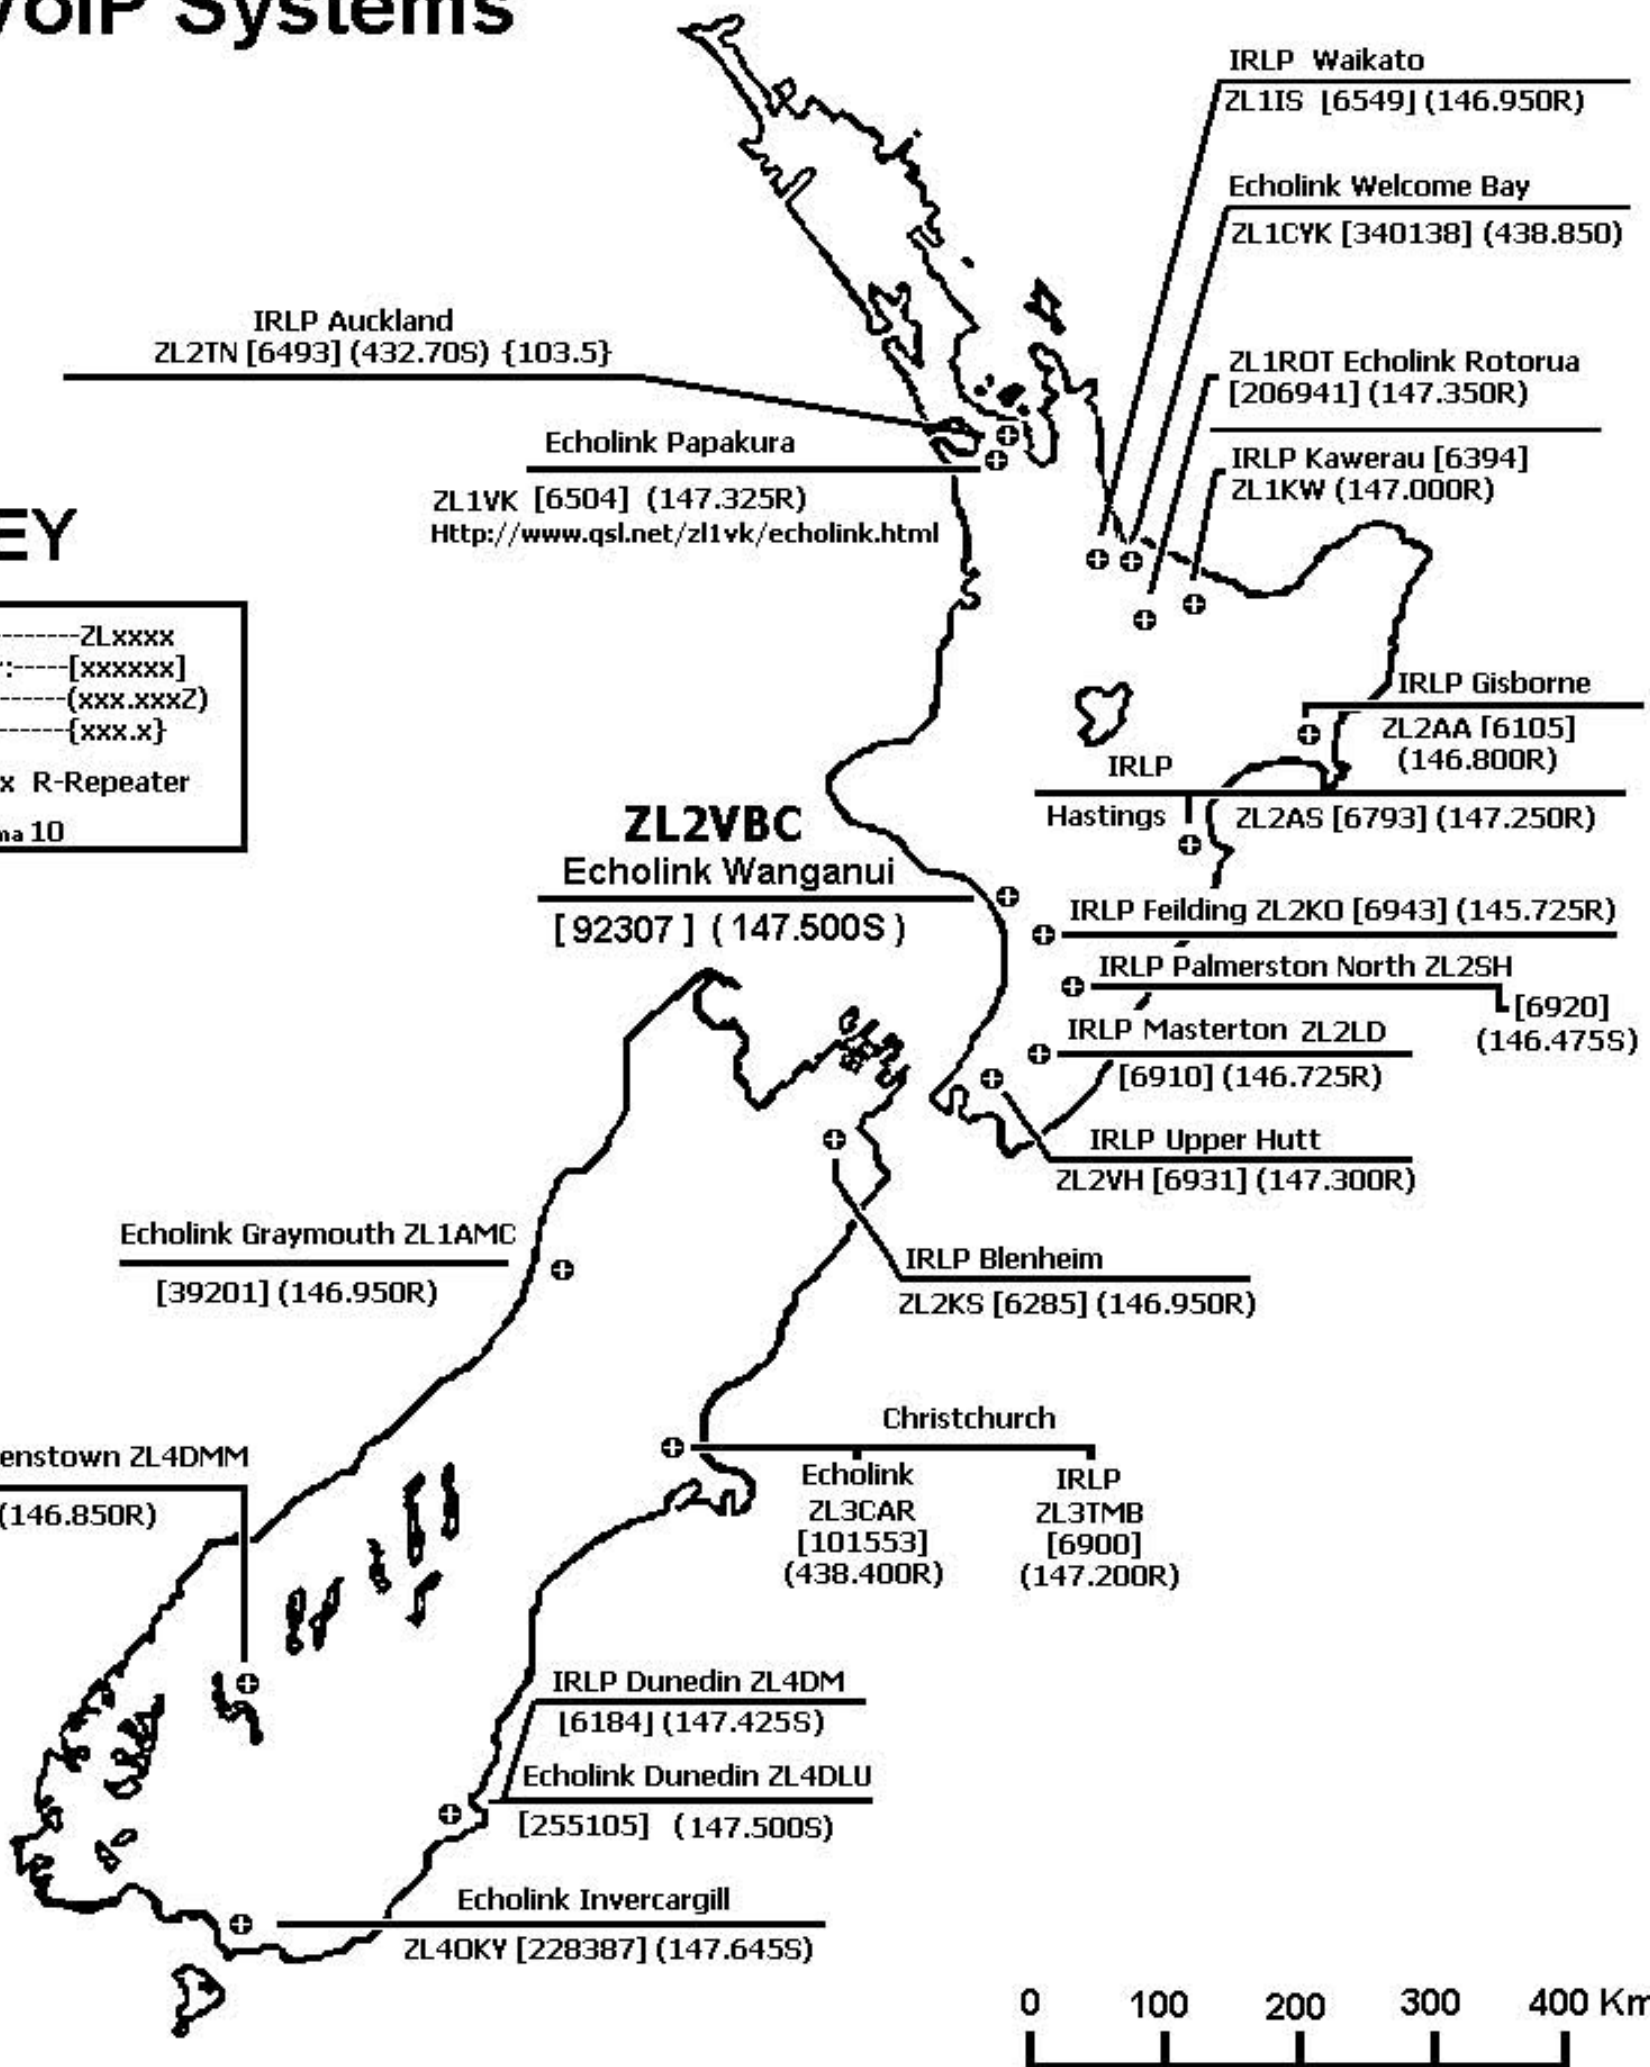 VoIP Systems
IRLP Waikato
ZL1IS [6549] (146.950R)
Echolink Welcome Bay
ZL1CYK [340138] (438.850)
IRLP Auckland
ZL2TN [6493] (432.70S) {103.5}
ZL1ROT Echolink Rotorua
[206941] (147.350R)
Echolink Papakura
ZL1VK [6504] (147.325R)
Http://www.qsl.net/zl1vk/echolink.html
IRLP Kawerau [6394]
ZL1KW (147.000R)
EY
--------ZLxxxx
:-----[xxxxxx]
------(xxx.xxxZ)
-------{xxx.x}
x R-Repeater
ma 10
IRLP Gisborne
ZL2AA [6105]
(146.800R)
IRLP
Hastings
ZL2AS [6793] (147.250R)
ZL2VBC
Echolink Wanganui
[ 92307 ] ( 147.500S )
IRLP Feilding ZL2KO [6943] (145.725R)
IRLP Palmerston North ZL2SH
[6920]
(146.475S)
IRLP Masterton ZL2LD
[6910] (146.725R)
IRLP Upper Hutt
ZL2VH [6931] (147.300R)
Echolink Graymouth ZL1AMC
[39201] (146.950R)
IRLP Blenheim
ZL2KS [6285] (146.950R)
Christchurch
Echolink
ZL3CAR
[101553]
(438.400R)
IRLP
ZL3TMB
[6900]
(147.200R)
enstown ZL4DMM
(146.850R)
IRLP Dunedin ZL4DM
[6184] (147.425S)
Echolink Dunedin ZL4DLU
[255105] (147.500S)
Echolink Invercargill
ZL4OKY [228387] (147.645S)
0 100 200 300 400 Km